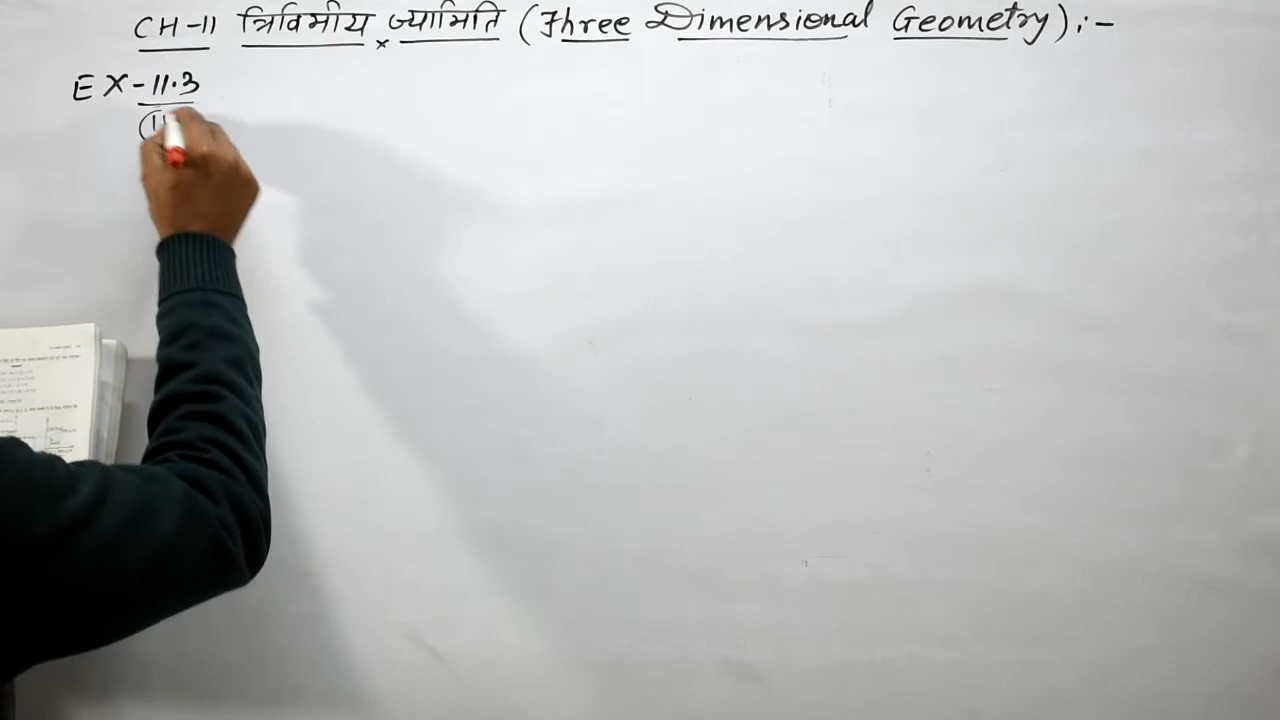 CH-11 त्रिविमीय ज्यामिति (Three Dimensional Geometry):-
EX-11.3